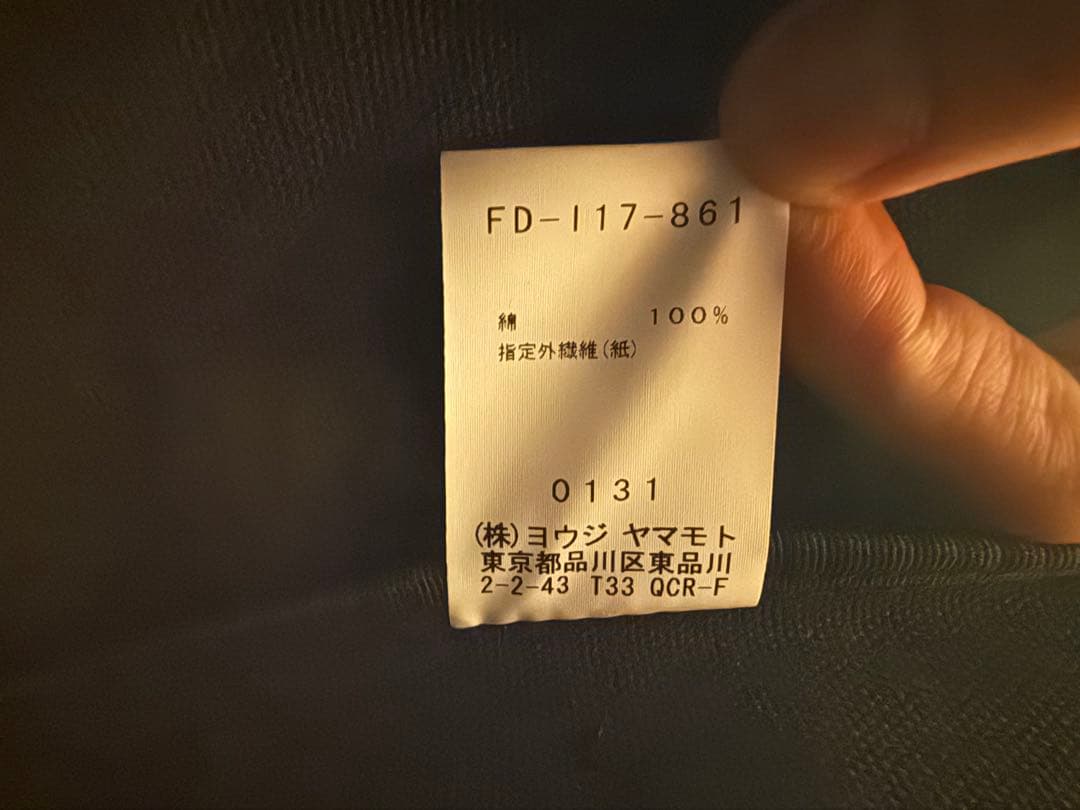 FD-I17-861
綿 100%
指定外繊維(紙)
0131
(株)ヨウジ ヤマモト
東京都品川区東品川
2-2-43 T33 QCR-F